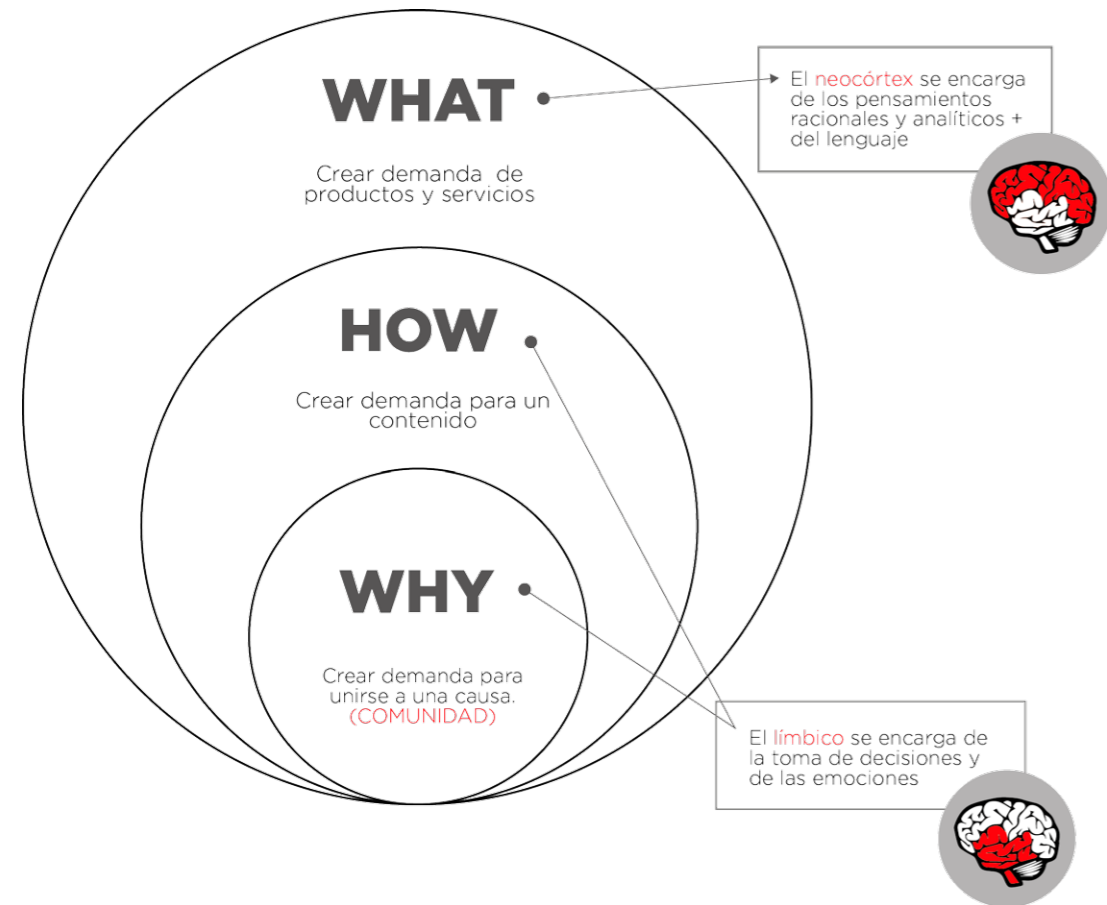 WHAT
Crear demanda de
productos y servicios
El neocórtex se encarga
de los pensamientos
racionales y analíticos +
del lenguaje
HOW
Crear demanda para un
contenido
WHY
Crear demanda para
unirse a una causa.
(COMUNIDAD)
El límbico se encarga de
la toma de decisiones y
de las emociones